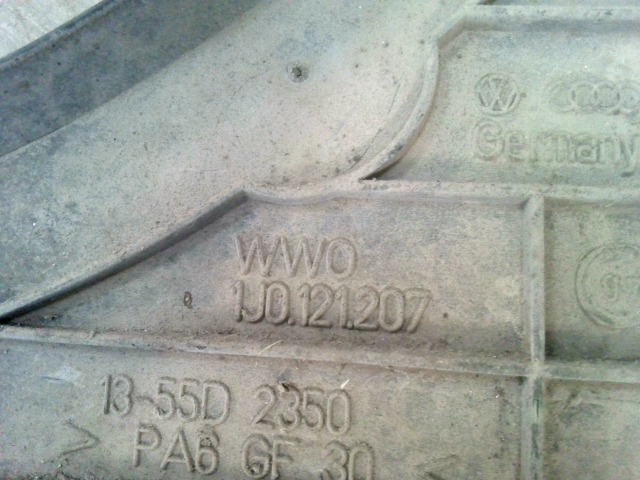 Germany
WWO
1J0.121.207
13-55D 2350
>PA6 GF 30<